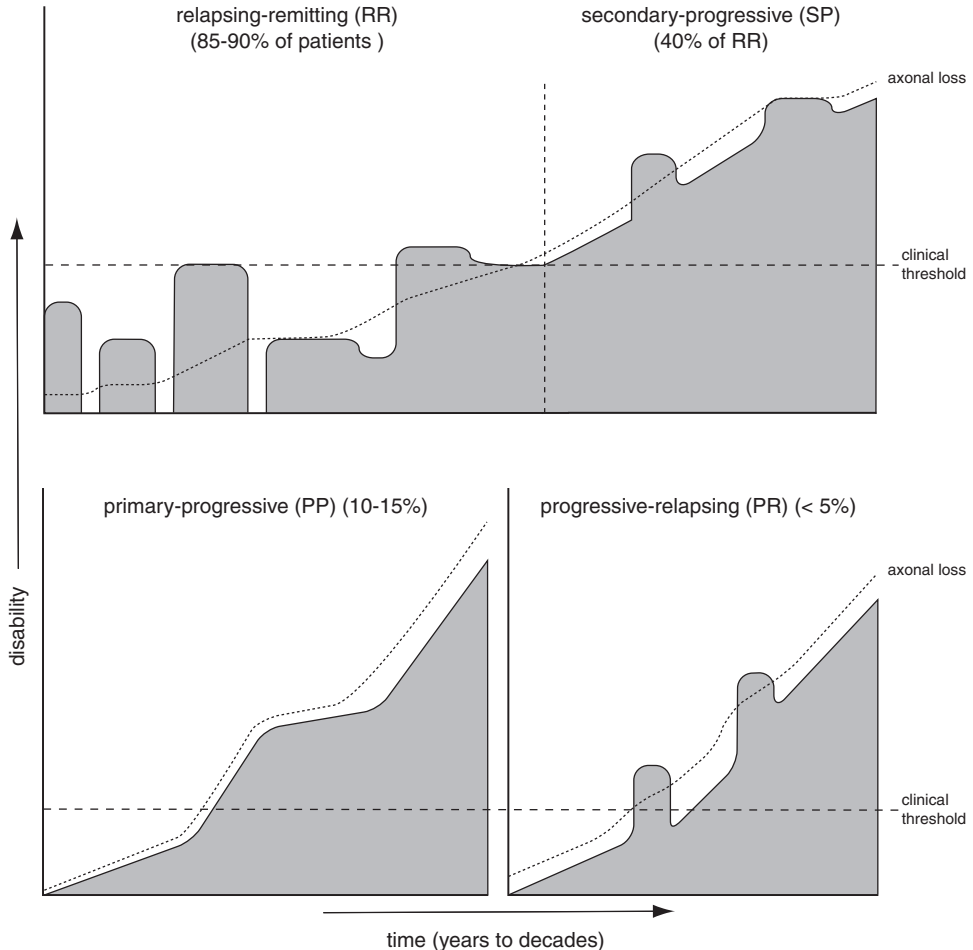 relapsing-remitting (RR)
(85-90% of patients )
secondary-progressive (SP)
(40% of RR)
axonal loss
clinical
threshold
primary-progressive (PP) (10-15%)
progressive-relapsing (PR) (< 5%)
axonal loss
disability
clinical
threshold
time (years to decades)